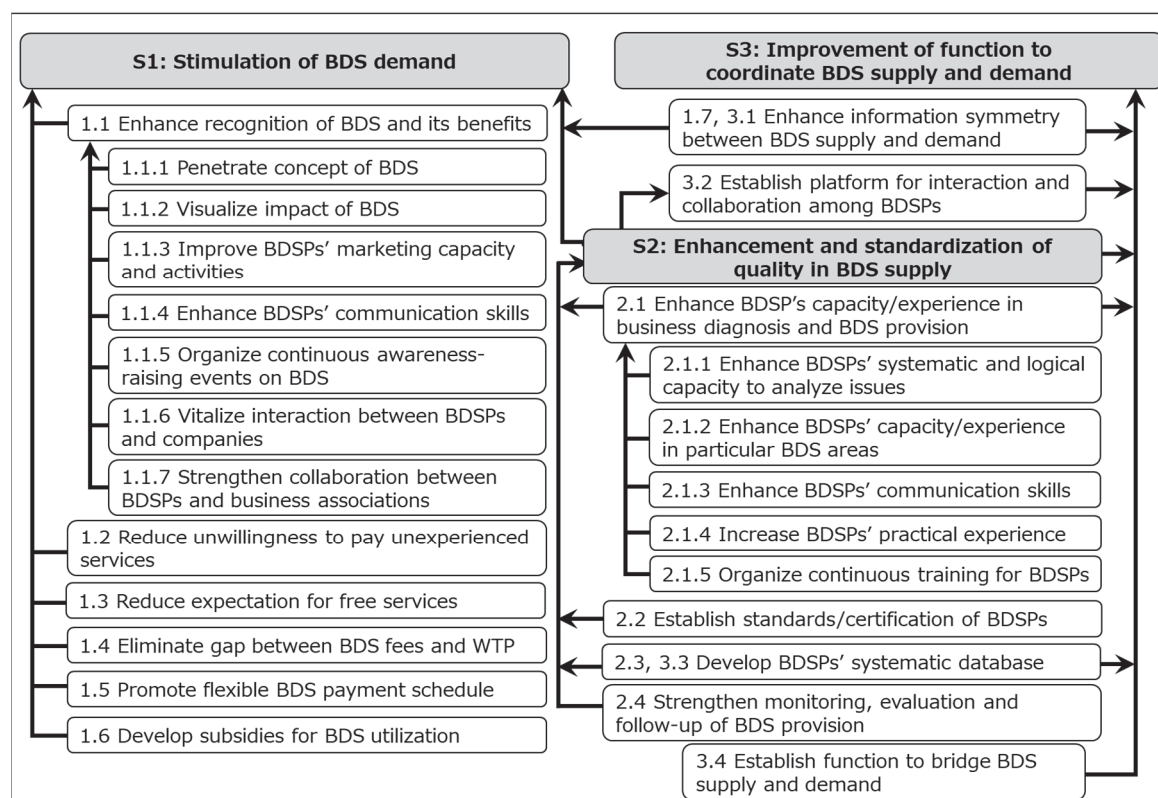 S1: Stimulation of BDS demand
1.1 Enhance recognition of BDS and its benefits
1.1.1 Penetrate concept of BDS
1.1.2 Visualize impact of BDS
1.1.3 Improve BDSPs’ marketing capacity
and activities
1.1.4 Enhance BDSPs’ communication skills
1.1.5 Organize continuous awareness-
raising events on BDS
1.1.6 Vitalize interaction between BDSPs
and companies
1.1.7 Strengthen collaboration between
BDSPs and business associations
1.2 Reduce unwillingness to pay unexperienced
services
1.3 Reduce expectation for free services
1.4 Eliminate gap between BDS fees and WTP
1.5 Promote flexible BDS payment schedule
1.6 Develop subsidies for BDS utilization
S3: Improvement of function to
coordinate BDS supply and demand
1.7, 3.1 Enhance information symmetry
between BDS supply and demand
3.2 Establish platform for interaction and
collaboration among BDSPs
S2: Enhancement and standardization of
quality in BDS supply
2.1 Enhance BDSP’s capacity/experience in
business diagnosis and BDS provision
2.1.1 Enhance BDSPs’ systematic and logical
capacity to analyze issues
2.1.2 Enhance BDSPs’ capacity/experience
in particular BDS areas
2.1.3 Enhance BDSPs’ communication skills
2.1.4 Increase BDSPs’ practical experience
2.1.5 Organize continuous training for BDSPs
2.2 Establish standards/certification of BDSPs
2.3, 3.3 Develop BDSPs’ systematic database
2.4 Strengthen monitoring, evaluation and
follow-up of BDS provision
3.4 Establish function to bridge BDS
supply and demand